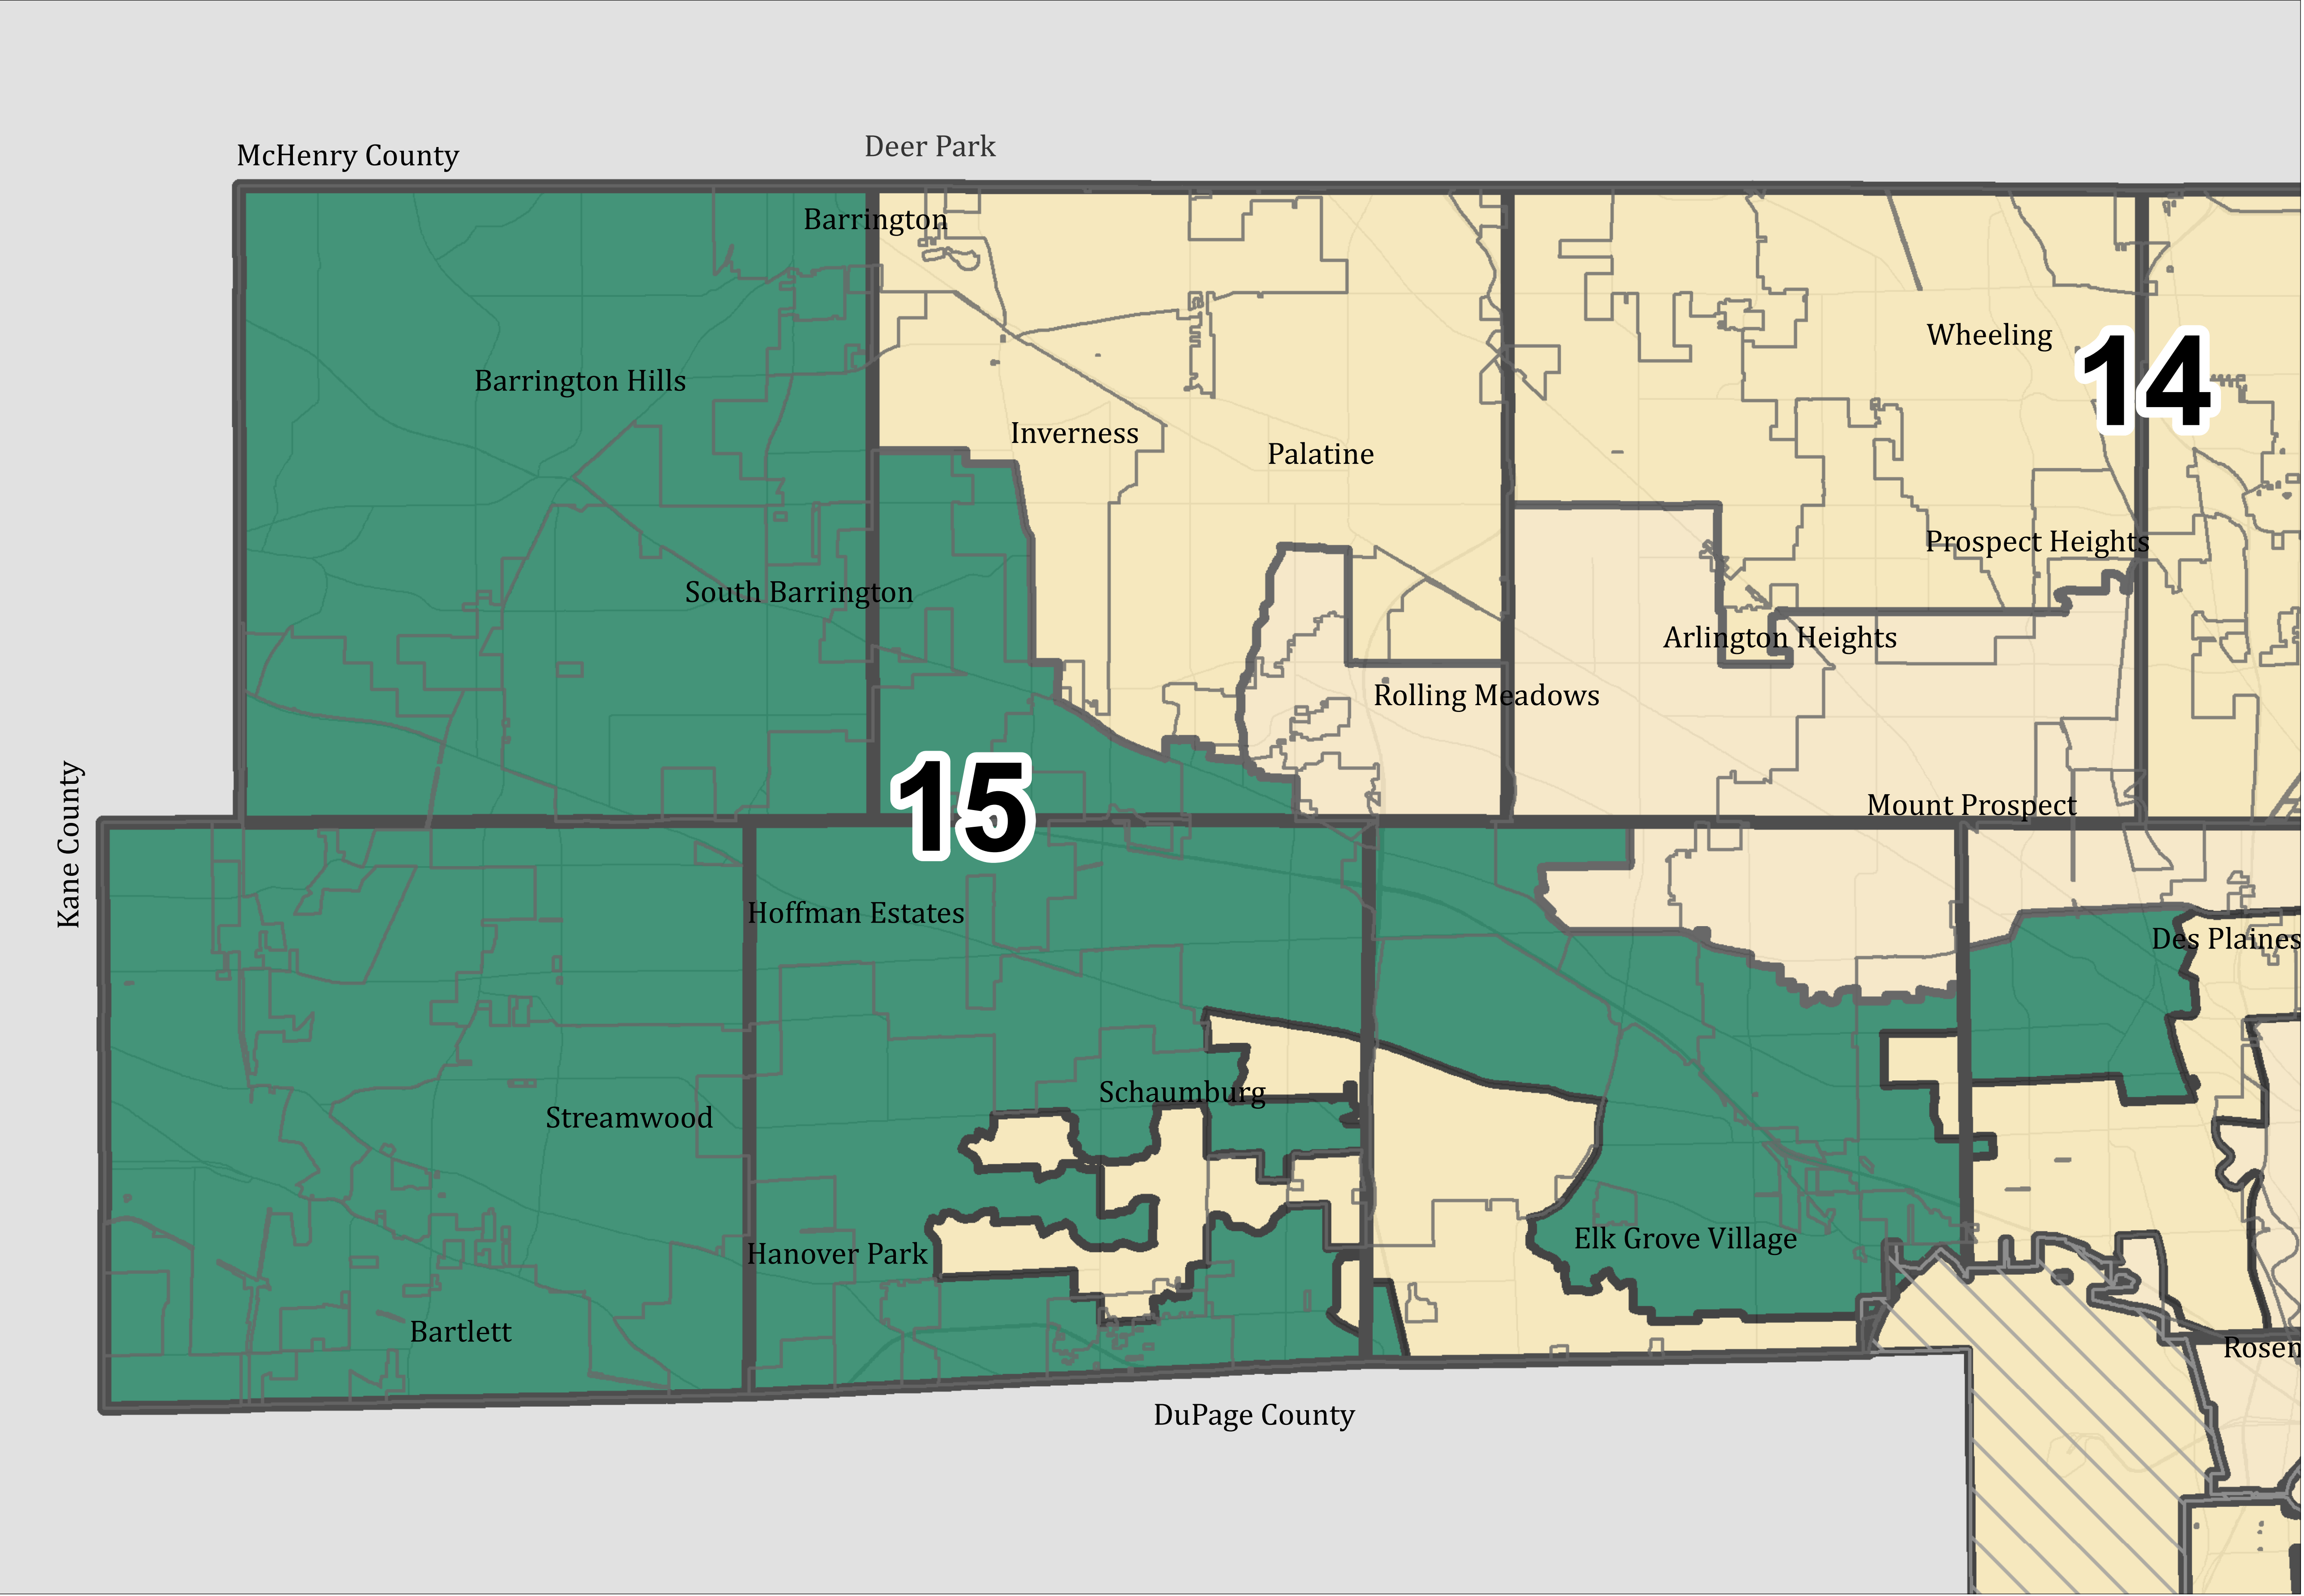 McHenry County
Deer Park
Barrington
Wheeling
14
Barrington Hills
Inverness
Palatine
Prospect Heights
South Barrington
Arlington Heights
Rolling Meadows
15
Mount Prospect
Kane County
Hoffman Estates
Des Plaines
Schaumburg
Streamwood
Elk Grove Village
Hanover Park
Bartlett
Rosen
DuPage County